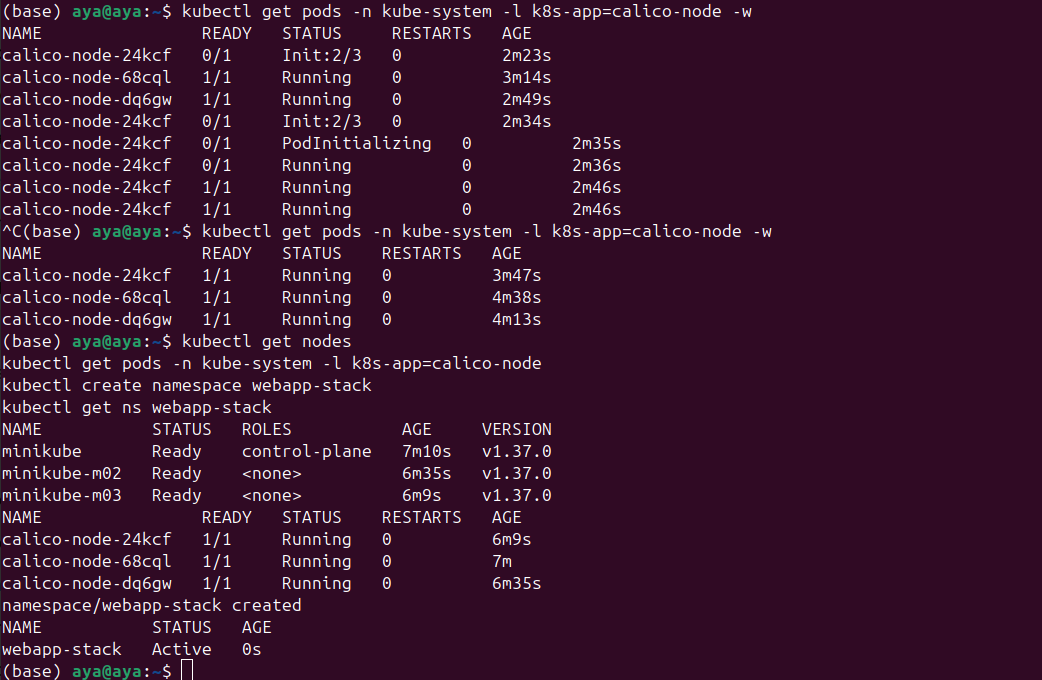 (base) aya@aya:~$ kubectl get pods -n kube-system -l k8s-app=calico-node -w
NAME                READY   STATUS     RESTARTS   AGE
calico-node-24kcf   0/1     Init:2/3   0          2m23s
calico-node-68cql   1/1     Running    0          3m14s
calico-node-dq6gw   1/1     Running    0          2m49s
calico-node-24kcf   0/1     Init:2/3   0          2m34s
calico-node-24kcf   0/1     PodInitializing   0          2m35s
calico-node-24kcf   0/1     Running           0          2m36s
calico-node-24kcf   1/1     Running           0          2m46s
calico-node-24kcf   1/1     Running           0          2m46s
^C(base) aya@aya:~$ kubectl get pods -n kube-system -l k8s-app=calico-node -w
NAME                READY   STATUS    RESTARTS   AGE
calico-node-24kcf   1/1     Running   0          3m47s
calico-node-68cql   1/1     Running   0          4m38s
calico-node-dq6gw   1/1     Running   0          4m13s
(base) aya@aya:~$ kubectl get nodes
kubectl get pods -n kube-system -l k8s-app=calico-node
kubectl create namespace webapp-stack
kubectl get ns webapp-stack
NAME           STATUS   ROLES           AGE     VERSION
minikube       Ready    control-plane   7m10s   v1.37.0
minikube-m02   Ready    <none>          6m35s   v1.37.0
minikube-m03   Ready    <none>          6m9s    v1.37.0
NAME                READY   STATUS    RESTARTS   AGE
calico-node-24kcf   1/1     Running   0          6m9s
calico-node-68cql   1/1     Running   0          7m
calico-node-dq6gw   1/1     Running   0          6m35s
namespace/webapp-stack created
NAME           STATUS   AGE
webapp-stack   Active   0s
(base) aya@aya:~$